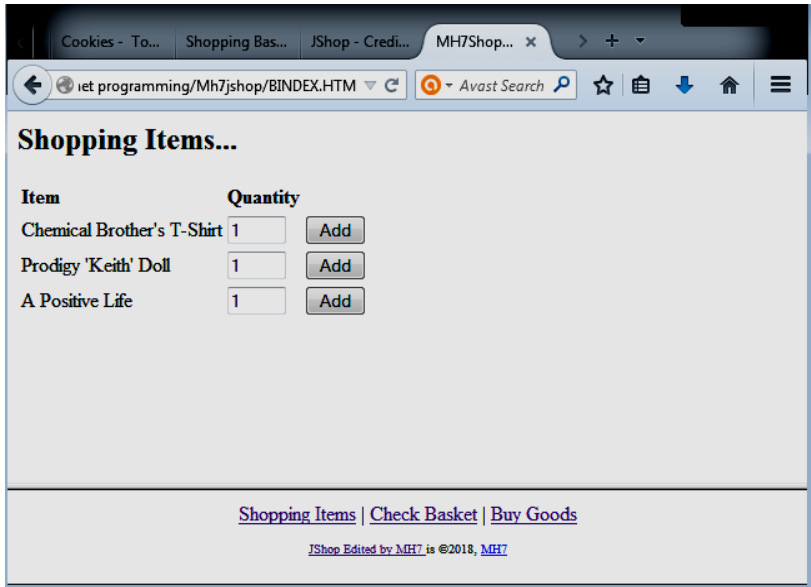 Cookies - To... Shopping Bas... JShop - Credi... MH7Shop... ×
programming/Mh7jshop/BINDEX.HTM Avast Search
Shopping Items...
Item Quantity
Chemical Brother's T-Shirt 1 Add
Prodigy 'Keith' Doll 1 Add
A Positive Life 1 Add
Shopping Items | Check Basket | Buy Goods
JShop Edited by MH7 is ©2018, MH7